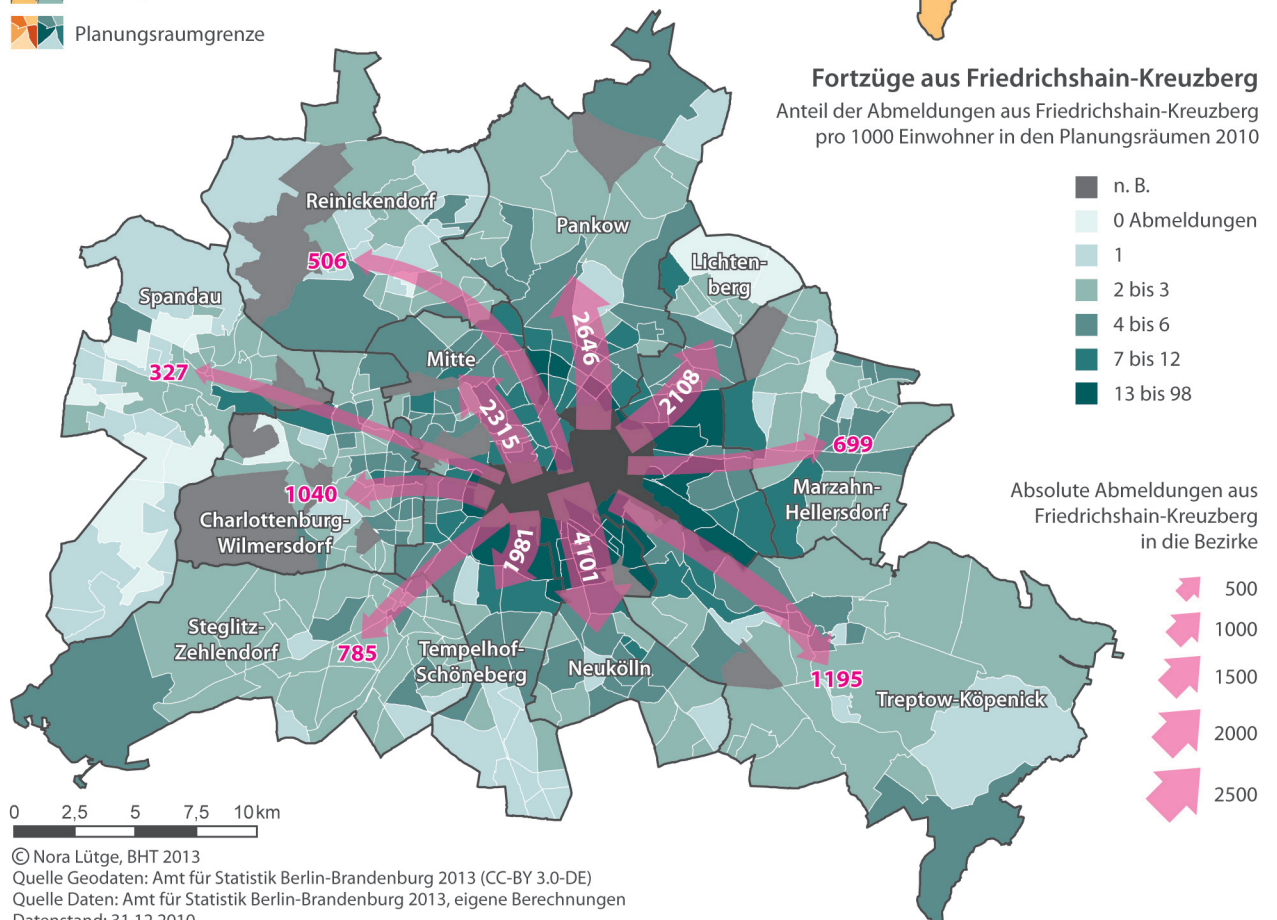 Planungsraumgrenze
Fortzüge aus Friedrichshain-Kreuzberg
Anteil der Abmeldungen aus Friedrichshain-Kreuzberg
pro 1000 Einwohner in den Planungsräumen 2010
n. B.
0 Abmeldungen
1
2 bis 3
4 bis 6
7 bis 12
13 bis 98
Reinickendorf
Pankow
506
Lichten-
berg
Spandau
2646
Mitte
327
2108
2315
699
1040
Marzahn-
Hellersdorf
Charlottenburg-
Wilmersdorf
1981
4101
Absolute Abmeldungen aus
Friedrichshain-Kreuzberg
in die Bezirke
500
1000
1500
2000
2500
Steglitz-
Zehlendorf
785
Tempelhof-
Schöneberg
Neukölln
1195
Treptow-Köpenick
0 2,5 5 7,5 10 km
© Nora Lütge, BHT 2013
Quelle Geodaten: Amt für Statistik Berlin-Brandenburg 2013 (CC-BY 3.0-DE)
Quelle Daten: Amt für Statistik Berlin-Brandenburg 2013, eigene Berechnungen
Datenstand: 31.12.2010